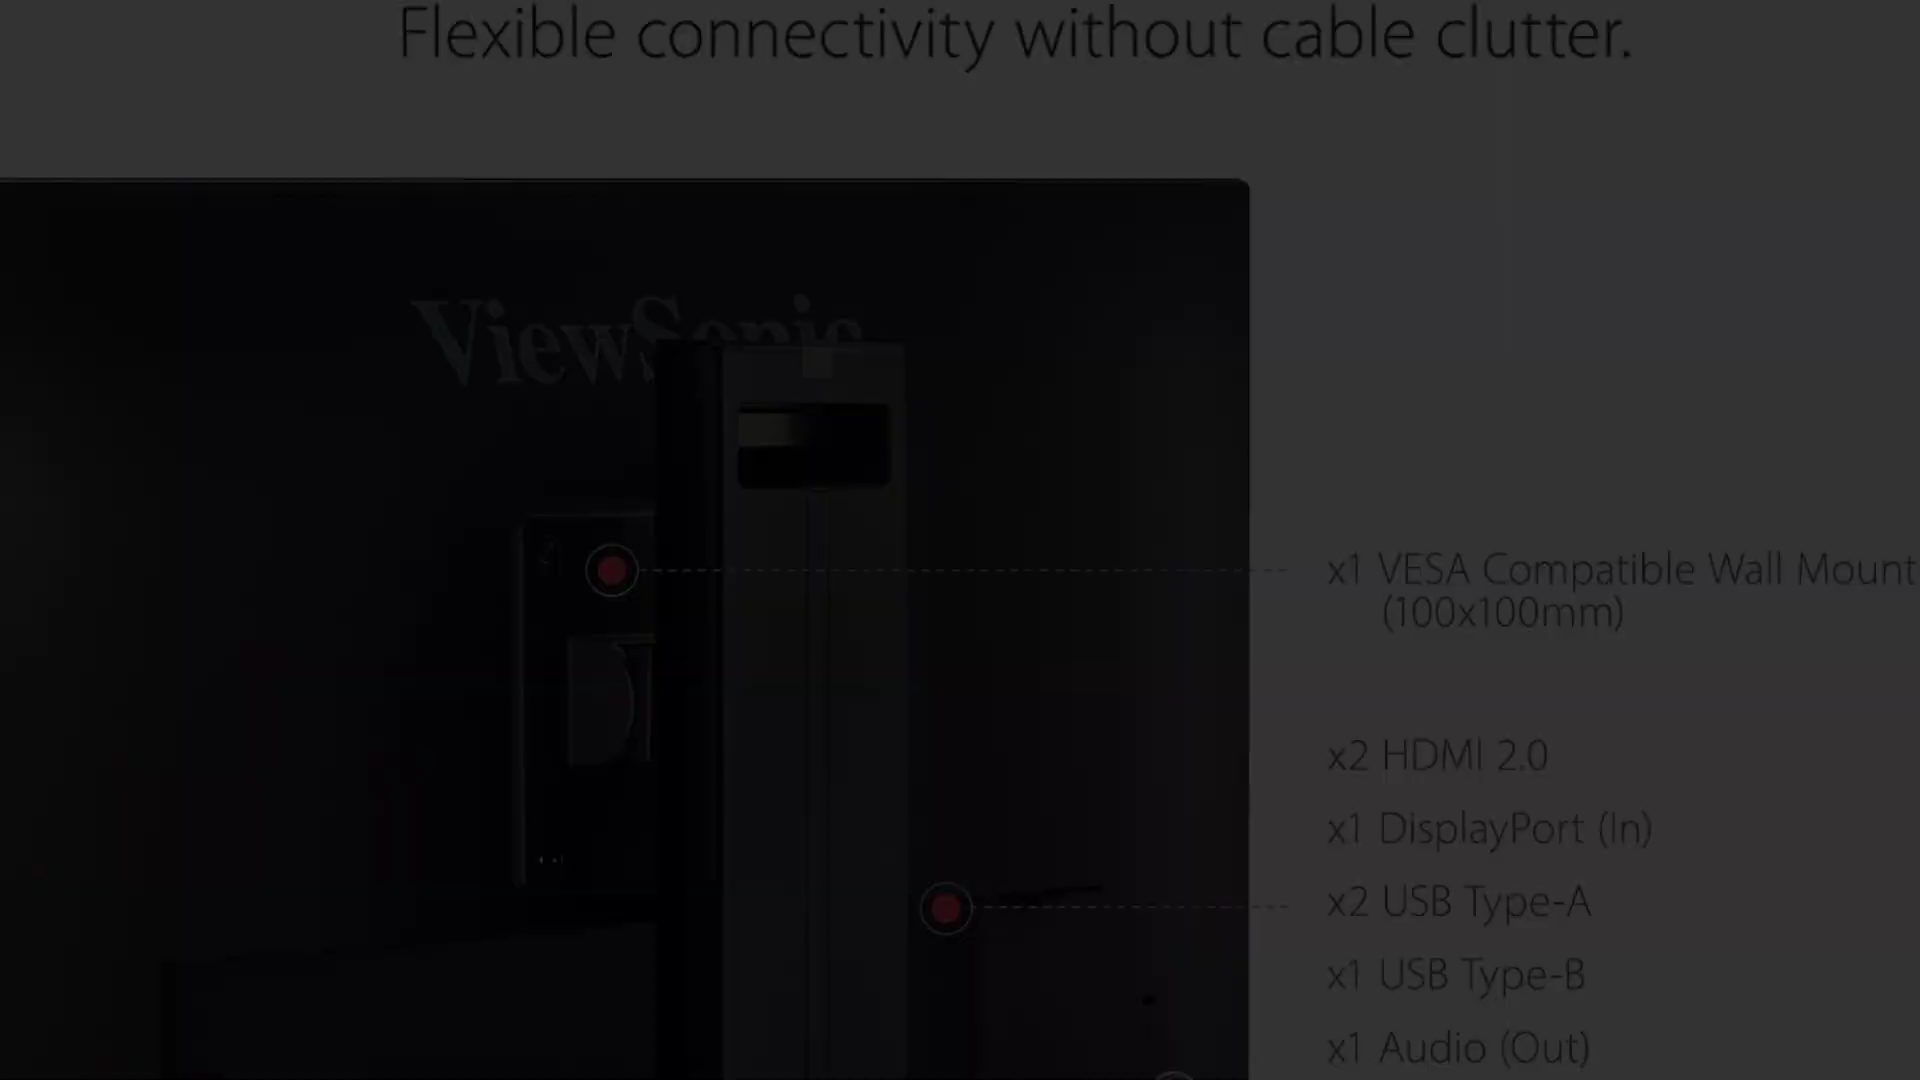 Flexible connectivity without cable clutter.
ViewSonic
x1 VESA Compatible Wall Mount
(100x100mm)
x2 HDMI 2.0
x1 DisplayPort (In)
x2 USB Type-A
x1 USB Type-B
x1 Audio (Out)